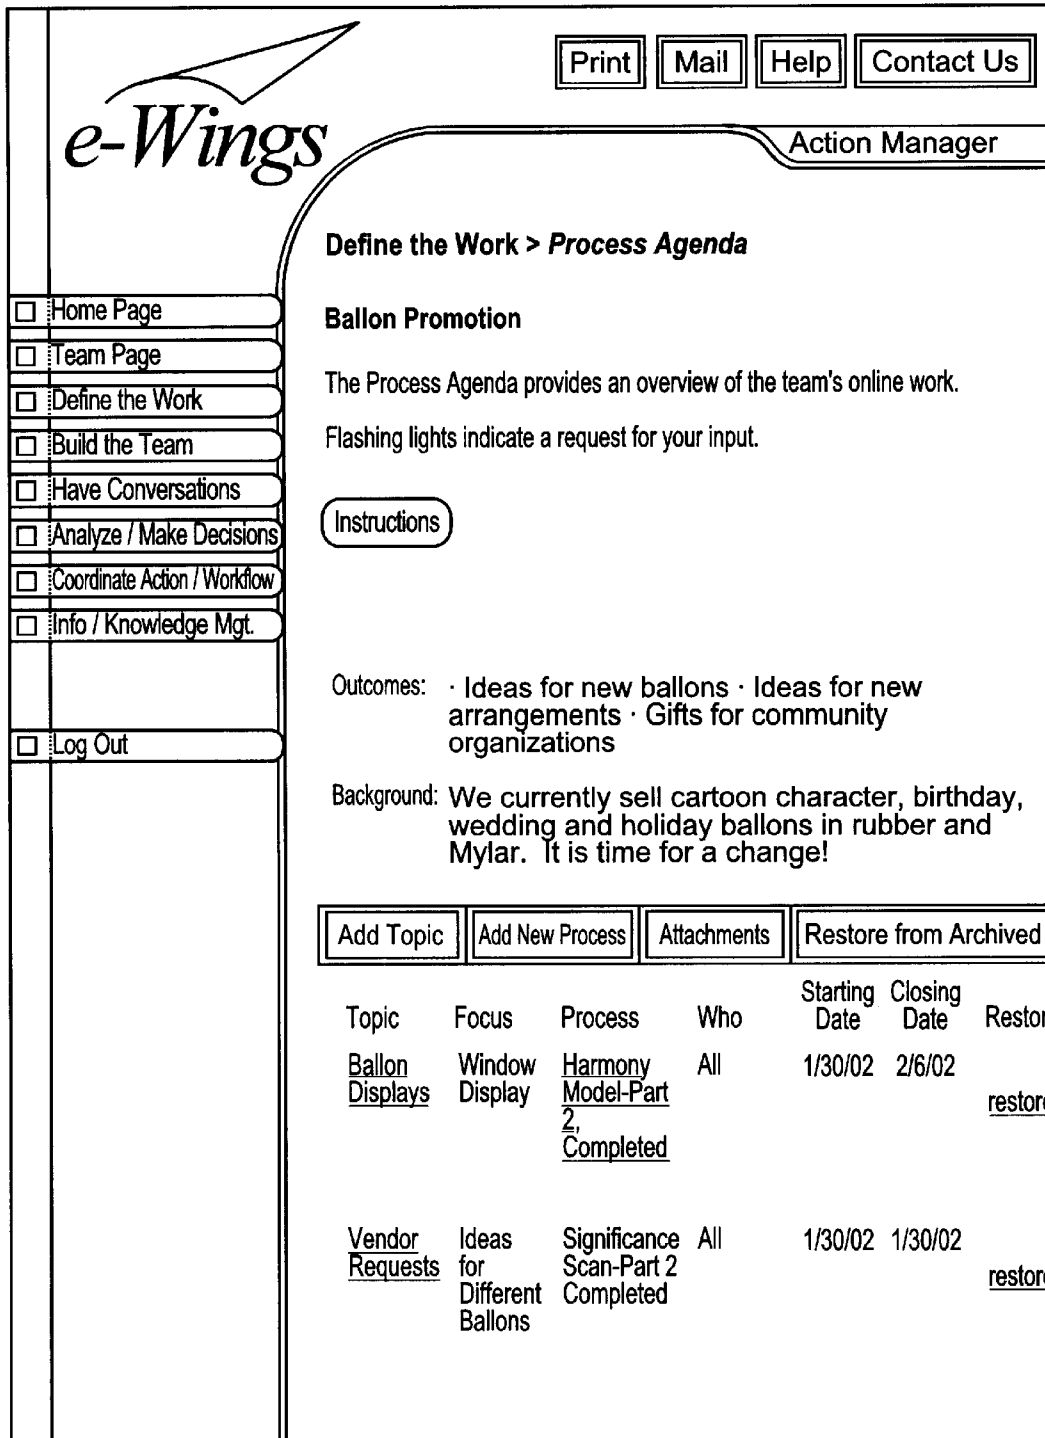 Print Mail Help Contact Us
e-Wings
Action Manager
Define the Work > Process Agenda
Home Page
Team Page
Define the Work
Build the Team
Have Conversations
Analyze / Make Decisions
Coordinate Action / Workflow
Info / Knowledge Mgt.
Log Out
Ballon Promotion
The Process Agenda provides an overview of the team's online work.
Flashing lights indicate a request for your input.
Instructions
Outcomes: · Ideas for new ballons · Ideas for new
arrangements · Gifts for community
organizations
Background: We currently sell cartoon character, birthday,
wedding and holiday ballons in rubber and
Mylar. It is time for a change!
Add Topic Add New Process Attachments Restore from Archived
Starting Closing
Topic Focus Process Who Date Date Restor
Ballon Window Harmony All 1/30/02 2/6/02
Displays Display Model-Part restore
2,
Completed
Vendor Ideas Significance All 1/30/02 1/30/02
Requests for Scan-Part 2 restore
Different Completed
Ballons